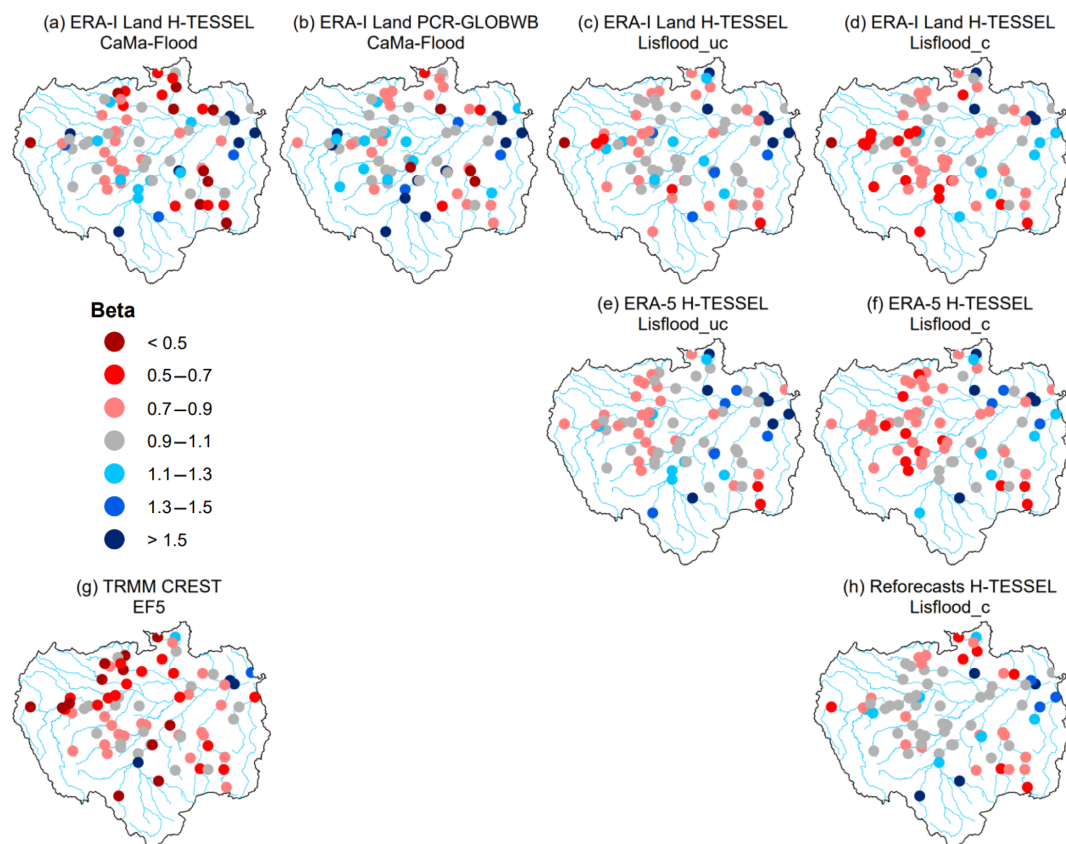 (a) ERA-I Land H-TESSEL
CaMa-Flood
(b) ERA-I Land PCR-GLOBWB
CaMa-Flood
(c) ERA-I Land H-TESSEL
Lisflood_uc
(d) ERA-I Land H-TESSEL
Lisflood_c
Beta
< 0.5
0.5–0.7
0.7–0.9
0.9–1.1
1.1–1.3
1.3–1.5
> 1.5
(e) ERA-5 H-TESSEL
Lisflood_uc
(f) ERA-5 H-TESSEL
Lisflood_c
(g) TRMM CREST
EF5
(h) Reforecasts H-TESSEL
Lisflood_c